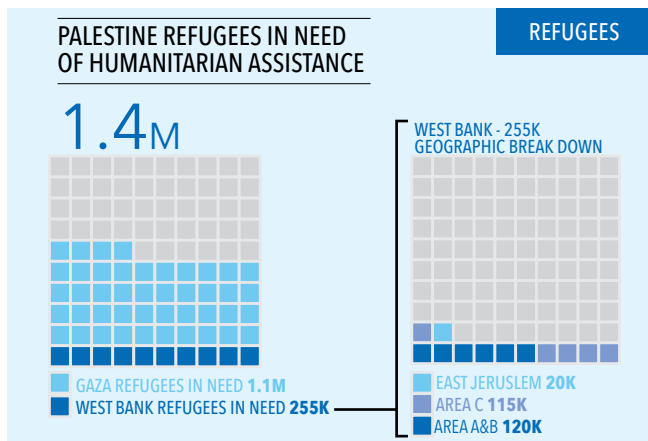 PALESTINE REFUGEES IN NEED
OF HUMANITARIAN ASSISTANCE
REFUGEES
1.4M
GAZA REFUGEES IN NEED 1.1M
WEST BANK REFUGEES IN NEED 255K
WEST BANK - 255K
GEOGRAPHIC BREAK DOWN
EAST JERUSLEM 20K
AREA C 115K
AREA A&B 120K